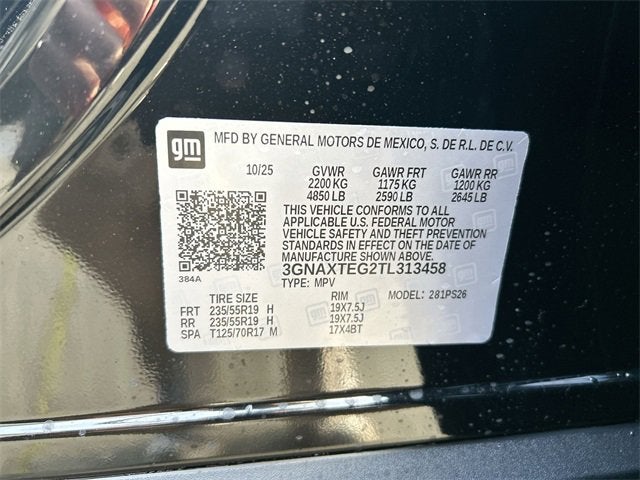 gm
MFD BY GENERAL MOTORS DE MEXICO, S. DE R.L. DE C.V.
10/25 GVWR GAWR FRT GAWR RR
2200 KG 1175 KG 1200 KG
4850 LB 2590 LB 2645 LB
THIS VEHICLE CONFORMS TO ALL
APPLICABLE U.S. FEDERAL MOTOR
VEHICLE SAFETY AND THEFT PREVENTION
STANDARDS IN EFFECT ON THE DATE OF
MANUFACTURE SHOWN ABOVE.
384A 3GNAXTEG2TL313458
TYPE: MPV MODEL: 281PS26
TIRE SIZE RIM
FRT 235/55R19 H 19X7.5J
RR 235/55R19 H 19X7.5J
SPA T125/70R17 M 17X4BT